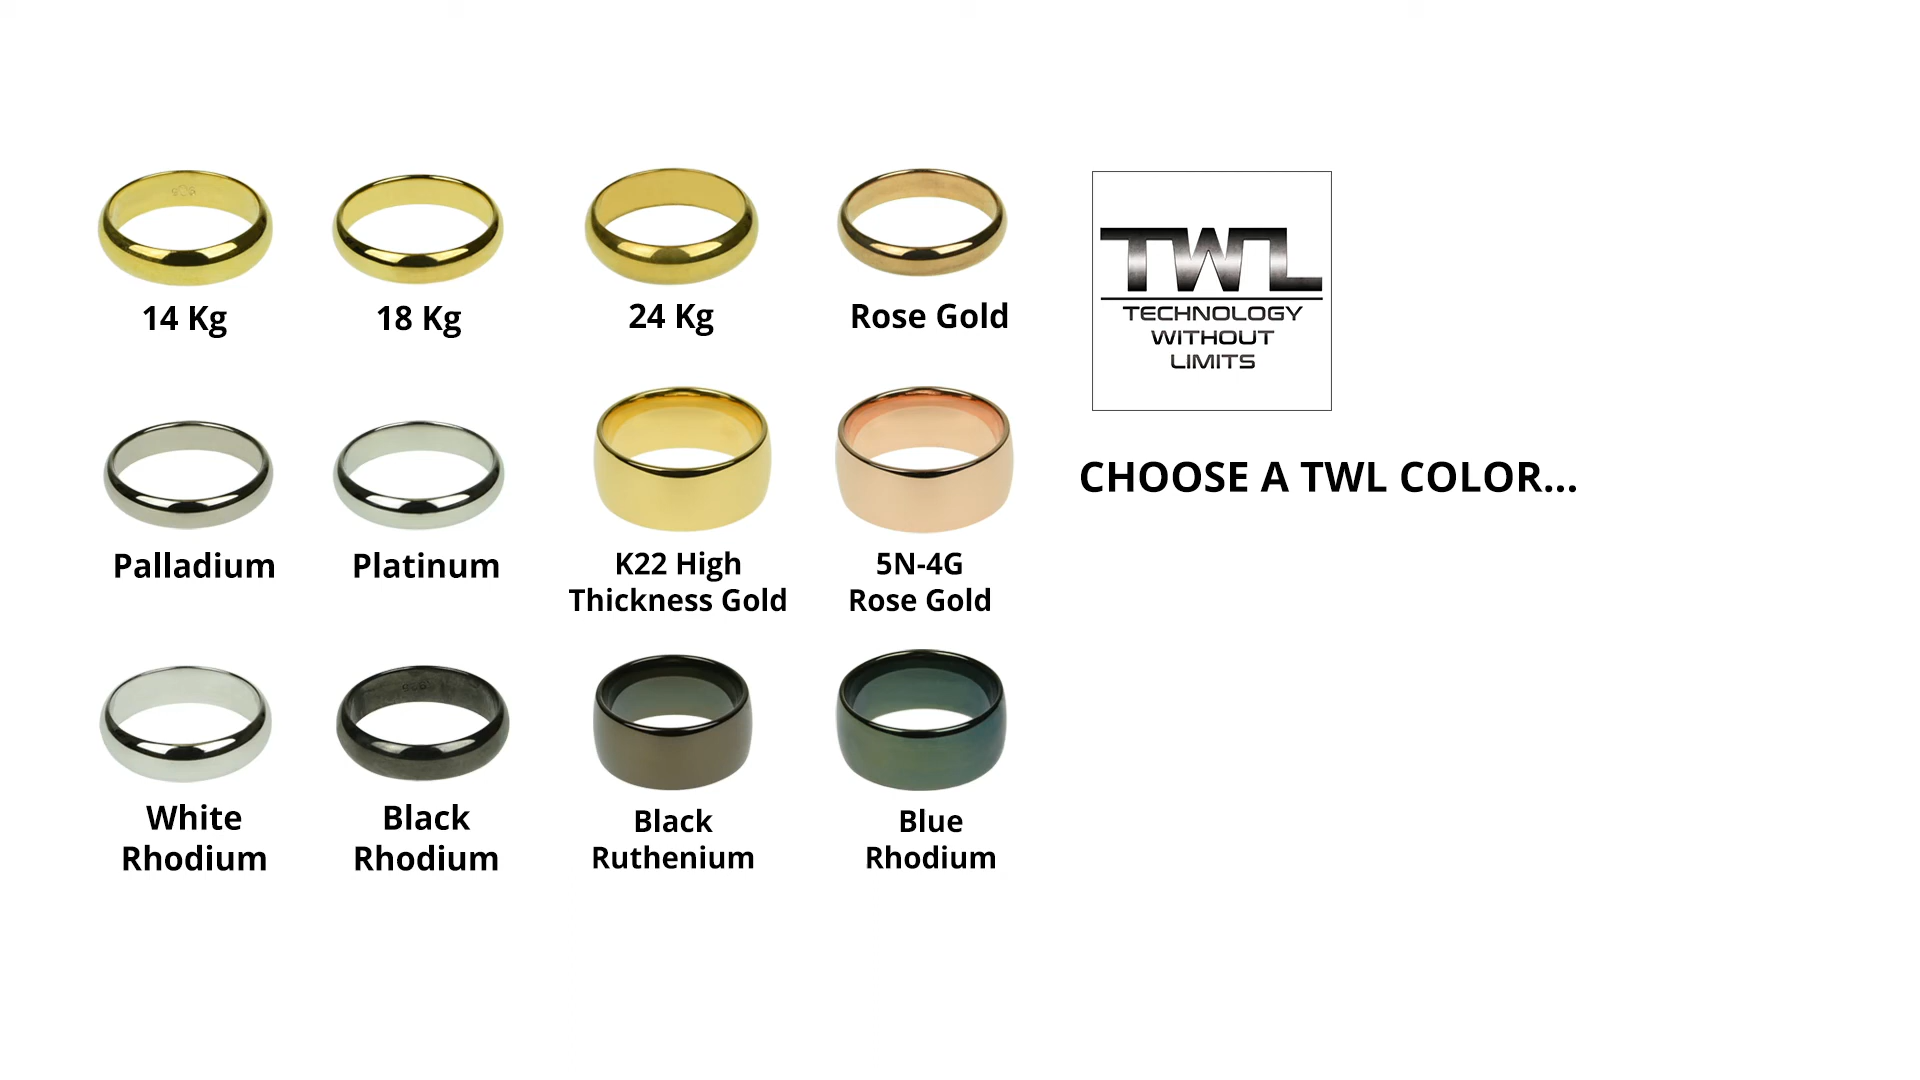 14 Kg
18 Kg
24 Kg
Rose Gold
TWL
TECHNOLOGY
WITHOUT
LIMITS
CHOOSE A TWL COLOR...
Palladium
Platinum
K22 High
Thickness Gold
5N-4G
Rose Gold
White
Rhodium
Black
Rhodium
Black
Ruthenium
Blue
Rhodium